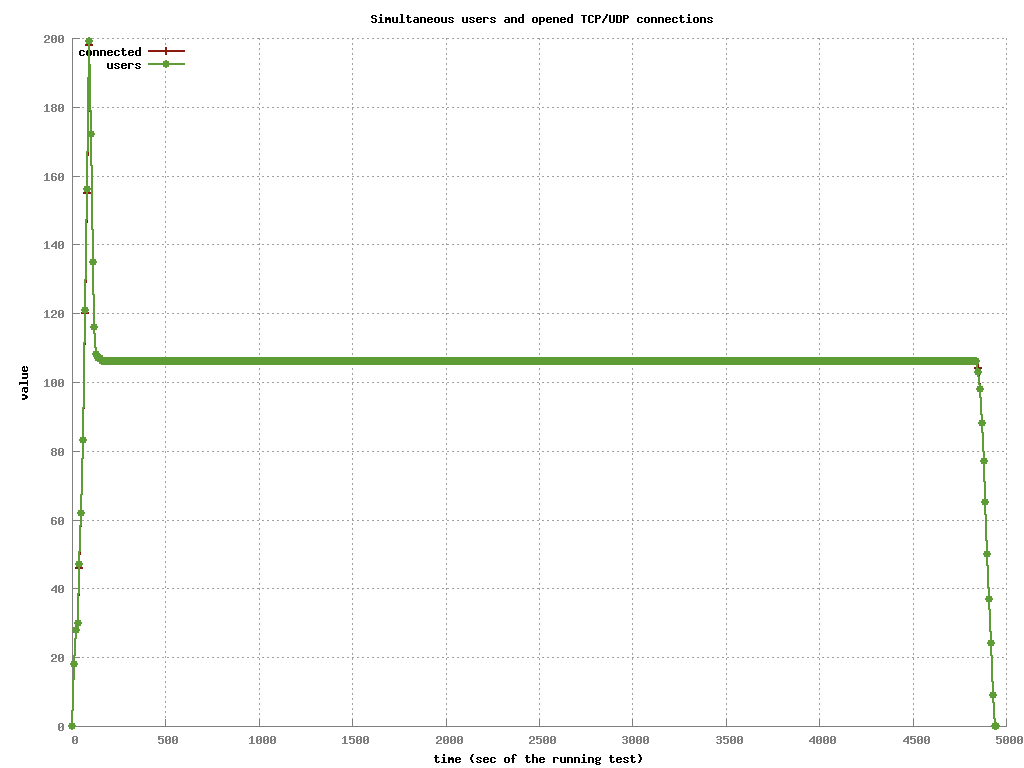 Simultaneous users and opened TCP/UDP connections
connected
users
200
180
160
140
120
100
80
60
40
20
0
value
0 500 1000 1500 2000 2500 3000 3500 4000 4500 5000
time (sec of the running test)